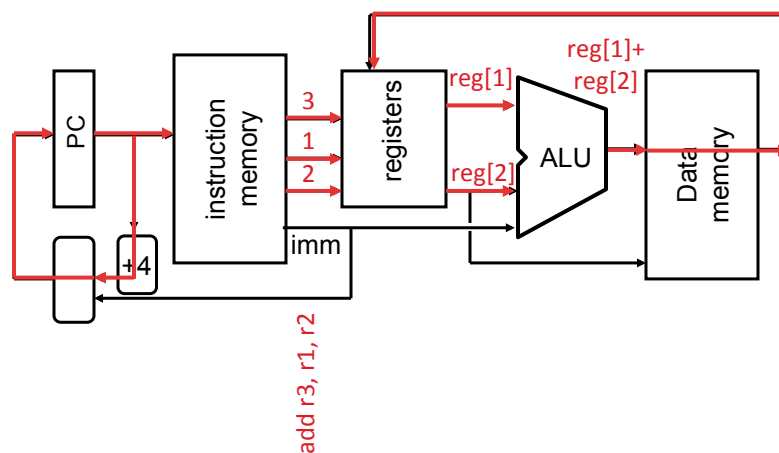 reg[1]+
reg[2]
PC
instruction
memory
3
1
2
imm
registers
reg[1]
reg[2]
ALU
Data
memory
+4
add r3, r1, r2